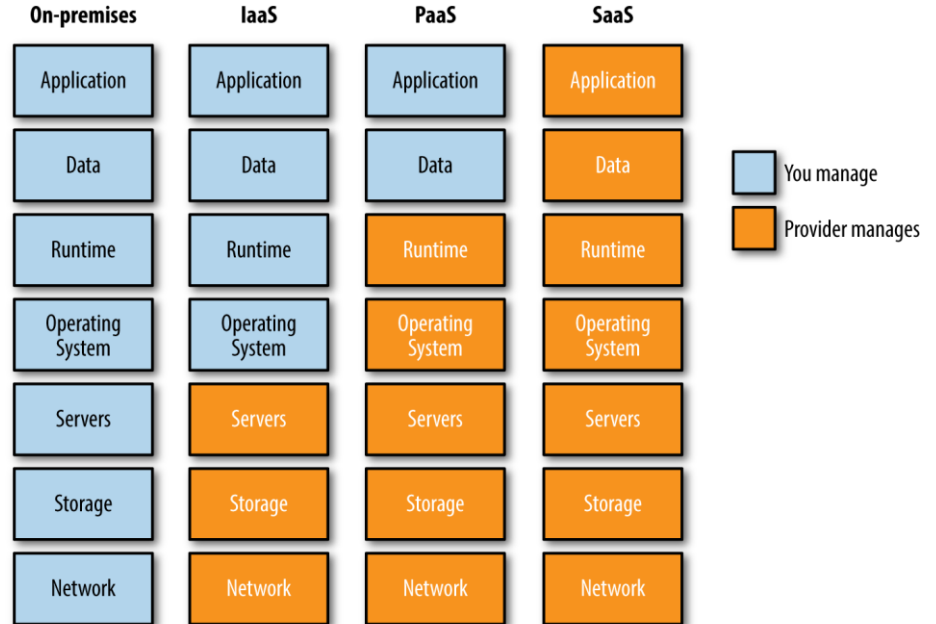 On-premises IaaS PaaS SaaS
Application Application Application Application
Data Data Data Data
You manage
Runtime Runtime Runtime Runtime
Provider manages
Operating System Operating System Operating System Operating System
Servers Servers Servers Servers
Storage Storage Storage Storage
Network Network Network Network